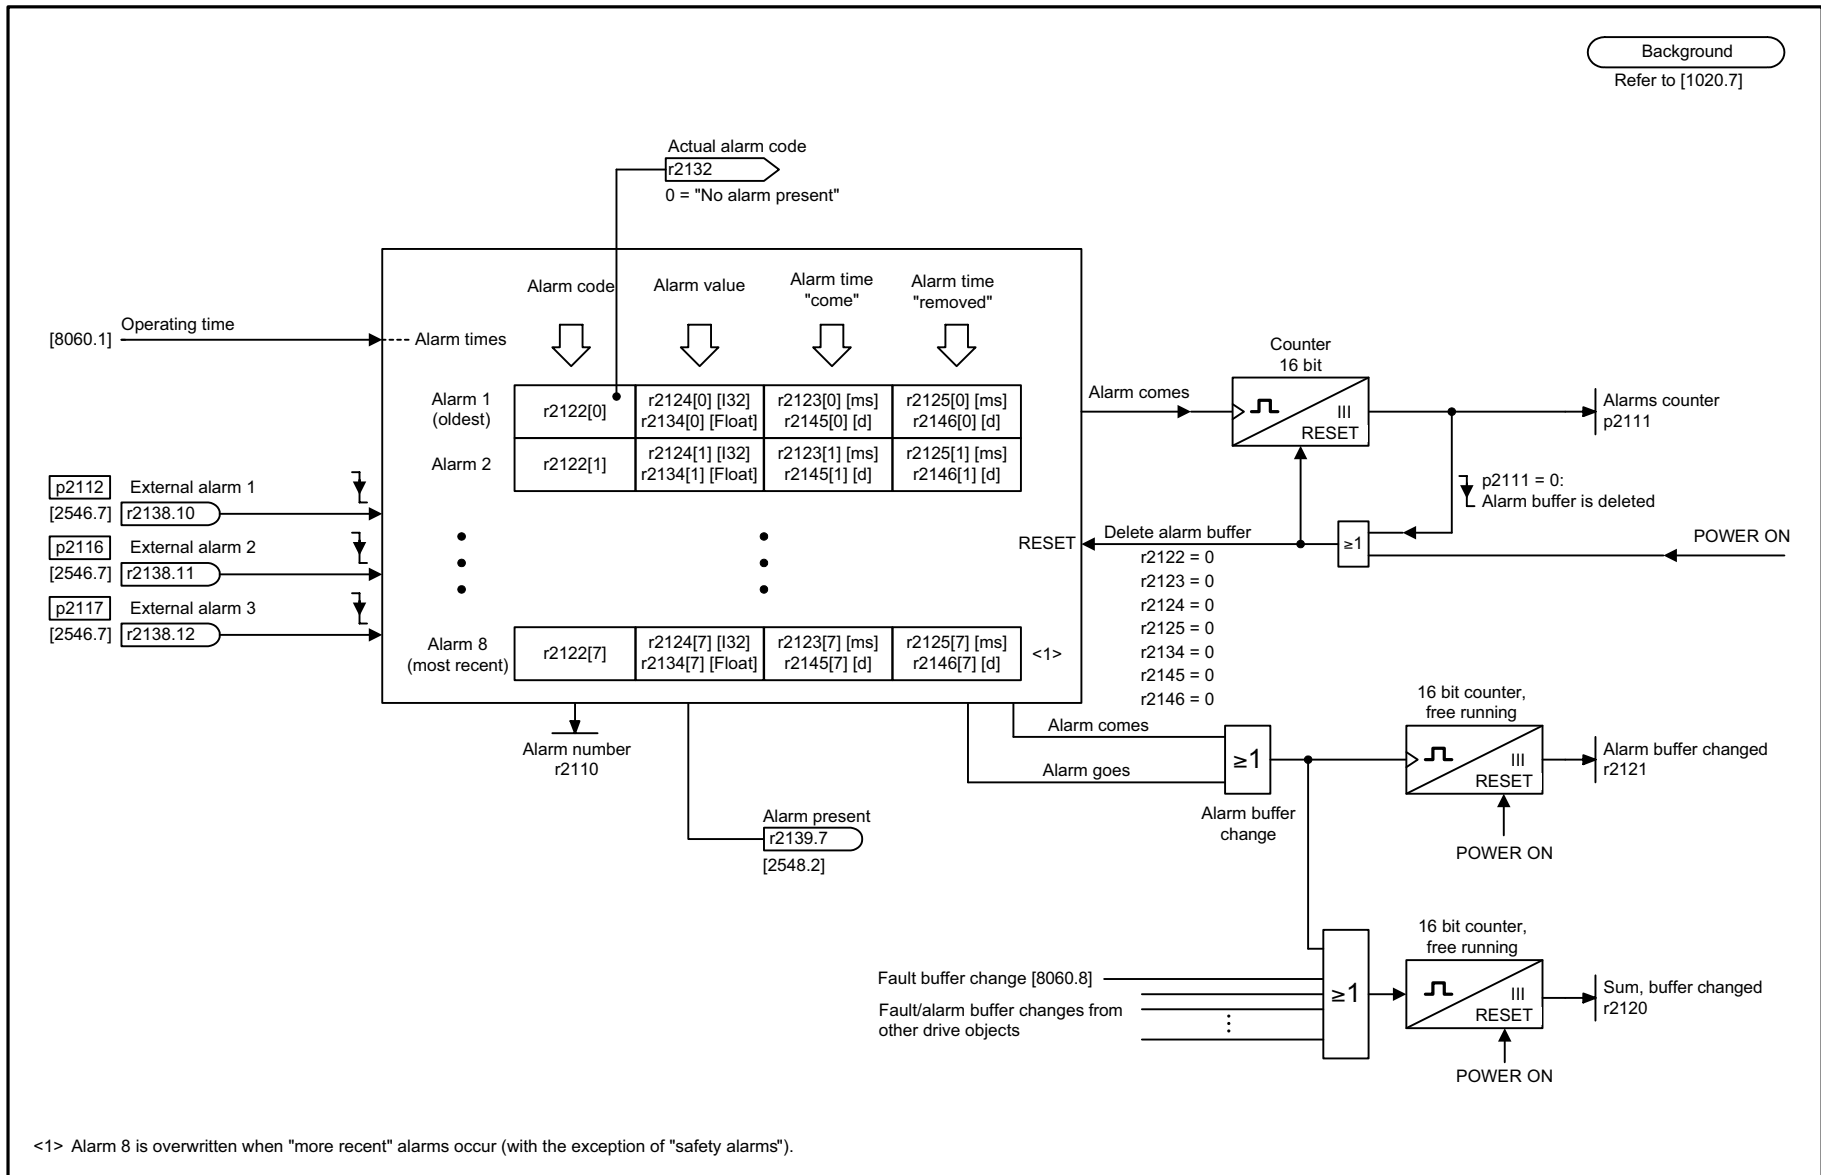 Background
Refer to [1020.7]
Actual alarm code
r2132
0 = "No alarm present"
Alarm code
Alarm value
Alarm time
"come"
Alarm time
"removed"
[8060.1]
Operating time
Alarm times
Alarm 1
(oldest)
r2122[0]
r2124[0] [I32]
r2134[0] [Float]
r2123[0] [ms]
r2145[0] [d]
r2125[0] [ms]
r2146[0] [d]
Alarm 2
r2122[1]
r2124[1] [I32]
r2134[1] [Float]
r2123[1] [ms]
r2145[1] [d]
r2125[1] [ms]
r2146[1] [d]
Alarm comes
Counter
16 bit
III
RESET
Alarms counter
p2111
p2111 = 0:
Alarm buffer is deleted
p2112
External alarm 1
[2546.7]
r2138.10
p2116
External alarm 2
[2546.7]
r2138.11
p2117
External alarm 3
[2546.7]
r2138.12
RESET
Delete alarm buffer
≥1
POWER ON
r2122 = 0
r2123 = 0
r2124 = 0
r2125 = 0
r2134 = 0
r2145 = 0
r2146 = 0
Alarm 8
(most recent)
r2122[7]
r2124[7] [I32]
r2134[7] [Float]
r2123[7] [ms]
r2145[7] [d]
r2125[7] [ms]
r2146[7] [d]
<1>
Alarm number
r2110
Alarm present
r2139.7
[2548.2]
Alarm comes
Alarm goes
≥1
Alarm buffer
change
16 bit counter,
free running
III
RESET
POWER ON
Alarm buffer changed
r2121
Fault buffer change [8060.8]
Fault/alarm buffer changes from
other drive objects
⋮
≥1
16 bit counter,
free running
III
RESET
POWER ON
Sum, buffer changed
r2120
<1> Alarm 8 is overwritten when "more recent" alarms occur (with the exception of "safety alarms").